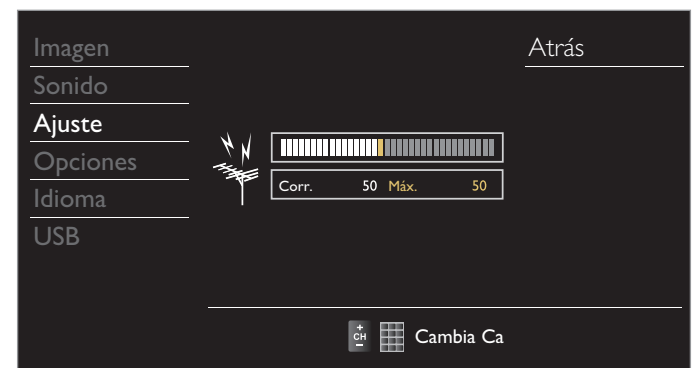 Imagen
Sonido
Ajuste
Opciones
Idioma
USB
Atrás
Corr. 50 Máx. 50
+
CH
−
Cambia Ca